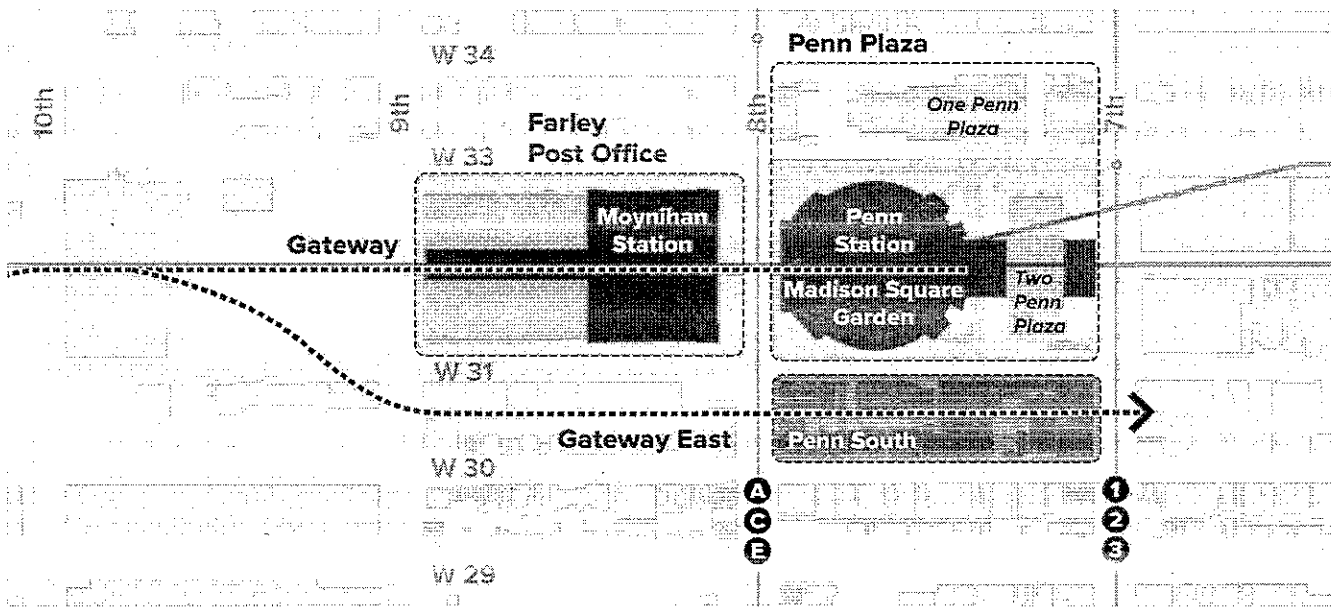 Penn Plaza
W 34
10th
9th
8th
7th
One Penn
Plaza
Farley
Post Office
W 33
Moynihan
Station
Penn
Station
Gateway
Madison Square
Garden
Two
Penn
Plaza
W 31
Gateway East
Penn South
W 30
A
C
E
1
2
3
W 29